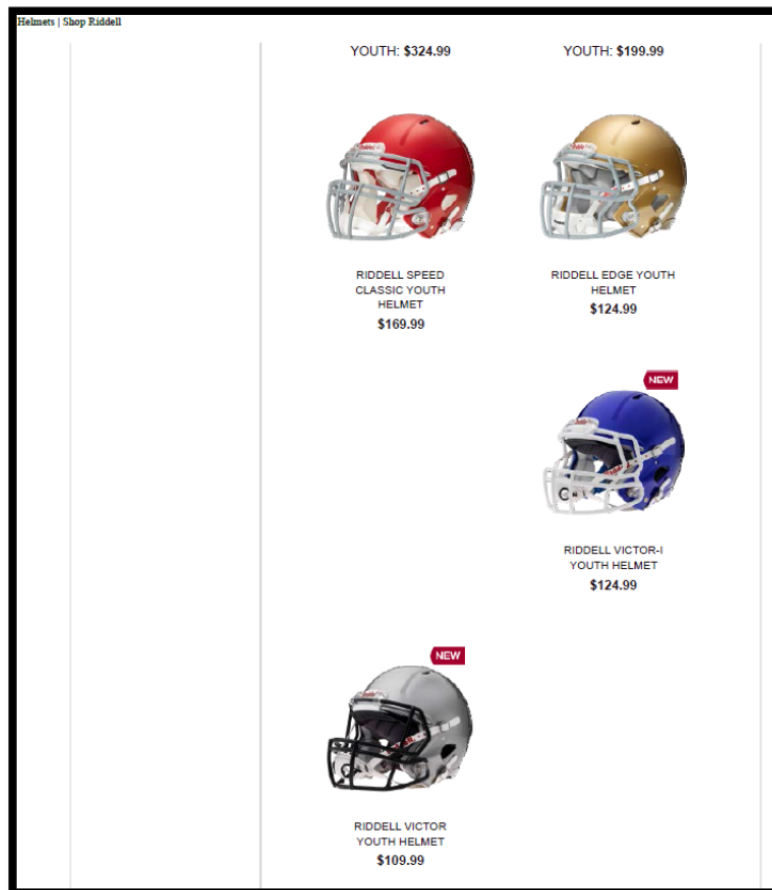 Helmets | Shop Riddell
YOUTH: $324.99
YOUTH: $199.99
RIDDELL SPEED
CLASSIC YOUTH
HELMET
$169.99
RIDDELL EDGE YOUTH
HELMET
$124.99
NEW
RIDDELL VICTOR-I
YOUTH HELMET
$124.99
NEW
RIDDELL VICTOR
YOUTH HELMET
$109.99